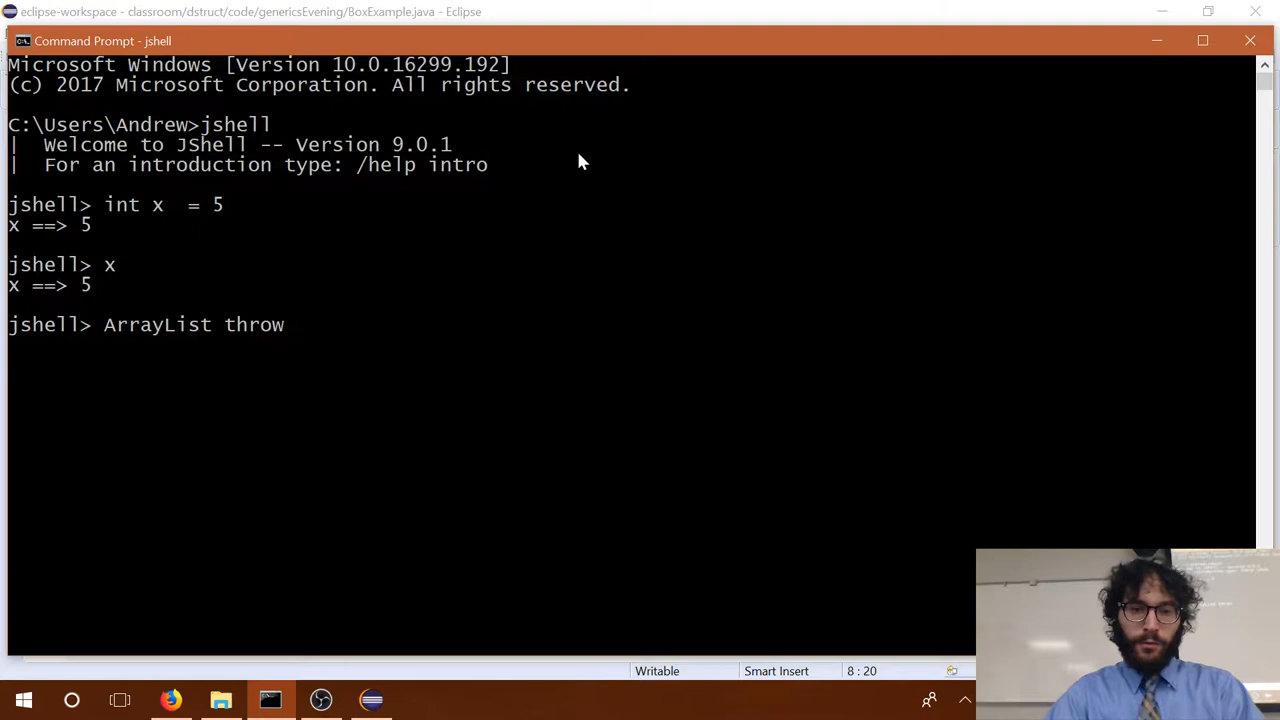 eclipse-workspace - classroom/dstruct/code/genericsEvening/BoxExample.java - Eclipse
Command Prompt - jshell
Microsoft Windows [Version 10.0.16299.192]
(c) 2017 Microsoft Corporation. All rights reserved.
C:\Users\Andrew>jshell
|  Welcome to JShell -- Version 9.0.1
|  For an introduction type: /help intro
jshell> int x  = 5
x ==> 5
jshell> x
x ==> 5
jshell> ArrayList throw
Writable
Smart Insert
8 : 20